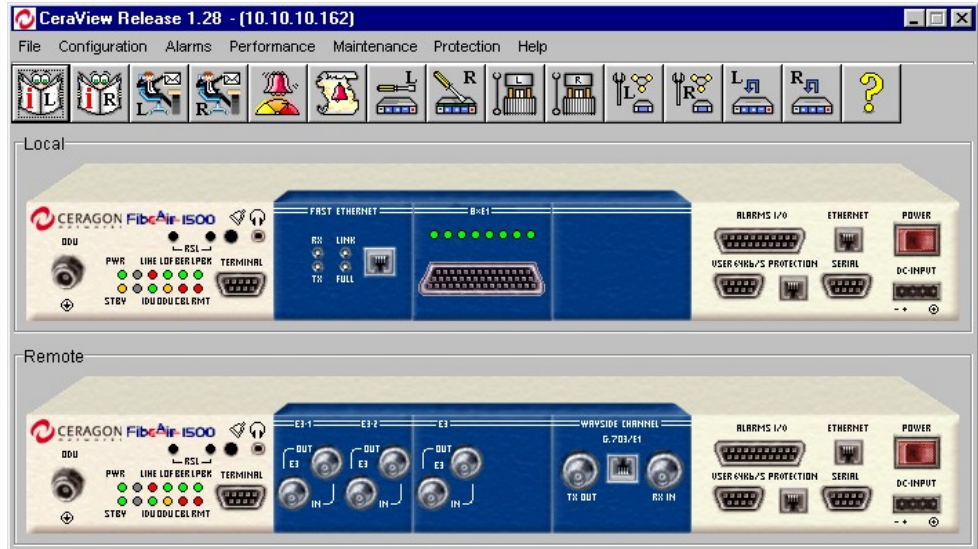 CeraView Release 1.28 - (10.10.10.162)
File Configuration Alarms Performance Maintenance Protection Help
i L i R L R L R L R L R L R ?
Local
CERAGON NETWORKS FibeAir-1500
ODU
RSL
PWR LINE LOF BER LPBK TERMINAL
STBY IDU ODU CBL RMT
FAST ETHERNET
RX LINK
TX FULL
8×E1
ALARMS I/O ETHERNET POWER
USER 64Kb/S PROTECTION SERIAL
DC-INPUT
- +
Remote
CERAGON NETWORKS FibeAir-1500
ODU
RSL
PWR LINE LOF BER LPBK TERMINAL
STBY IDU ODU CBL RMT
E3-1 E3-2 E3
OUT OUT OUT
E3 E3 E3
IN IN IN
WAYSIDE CHANNEL
G.703/E1
TX OUT RX IN
ALARMS I/O ETHERNET POWER
USER 64Kb/S PROTECTION SERIAL
DC-INPUT
- +